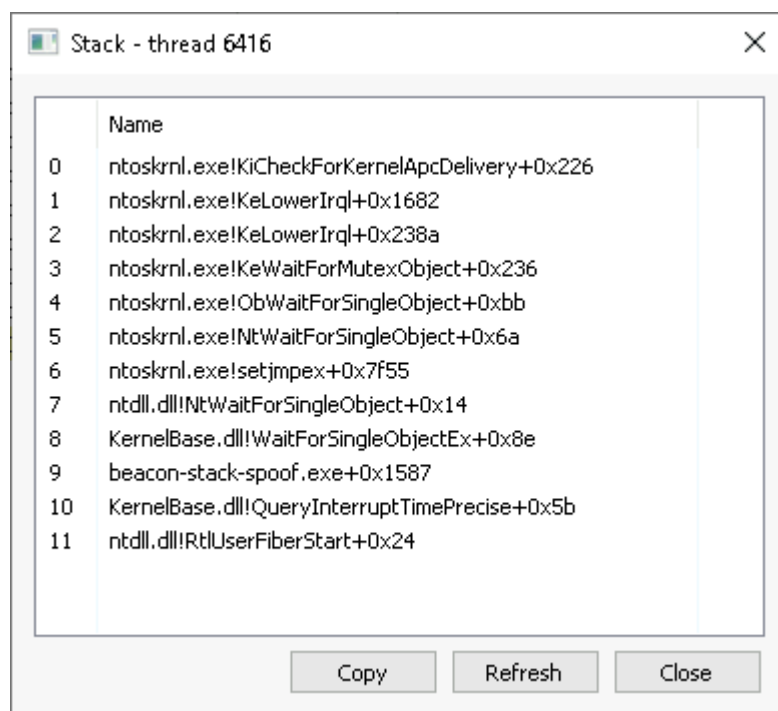 Stack - thread 6416
Name
0 ntoskrnl.exe!KiCheckForKernelApcDelivery+0x226
1 ntoskrnl.exe!KeLowerIrql+0x1682
2 ntoskrnl.exe!KeLowerIrql+0x238a
3 ntoskrnl.exe!KeWaitForMutexObject+0x236
4 ntoskrnl.exe!ObWaitForSingleObject+0xbb
5 ntoskrnl.exe!NtWaitForSingleObject+0x6a
6 ntoskrnl.exe!setjmpex+0x7f55
7 ntdll.dll!NtWaitForSingleObject+0x14
8 KernelBase.dll!WaitForSingleObjectEx+0x8e
9 beacon-stack-spoof.exe+0x1587
10 KernelBase.dll!QueryInterruptTimePrecise+0x5b
11 ntdll.dll!RtlUserFiberStart+0x24
Copy Refresh Close